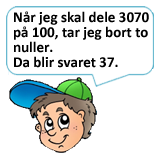 Når jeg skal dele 3070
på 100, tar jeg bort to
nuller.
Da blir svaret 37.